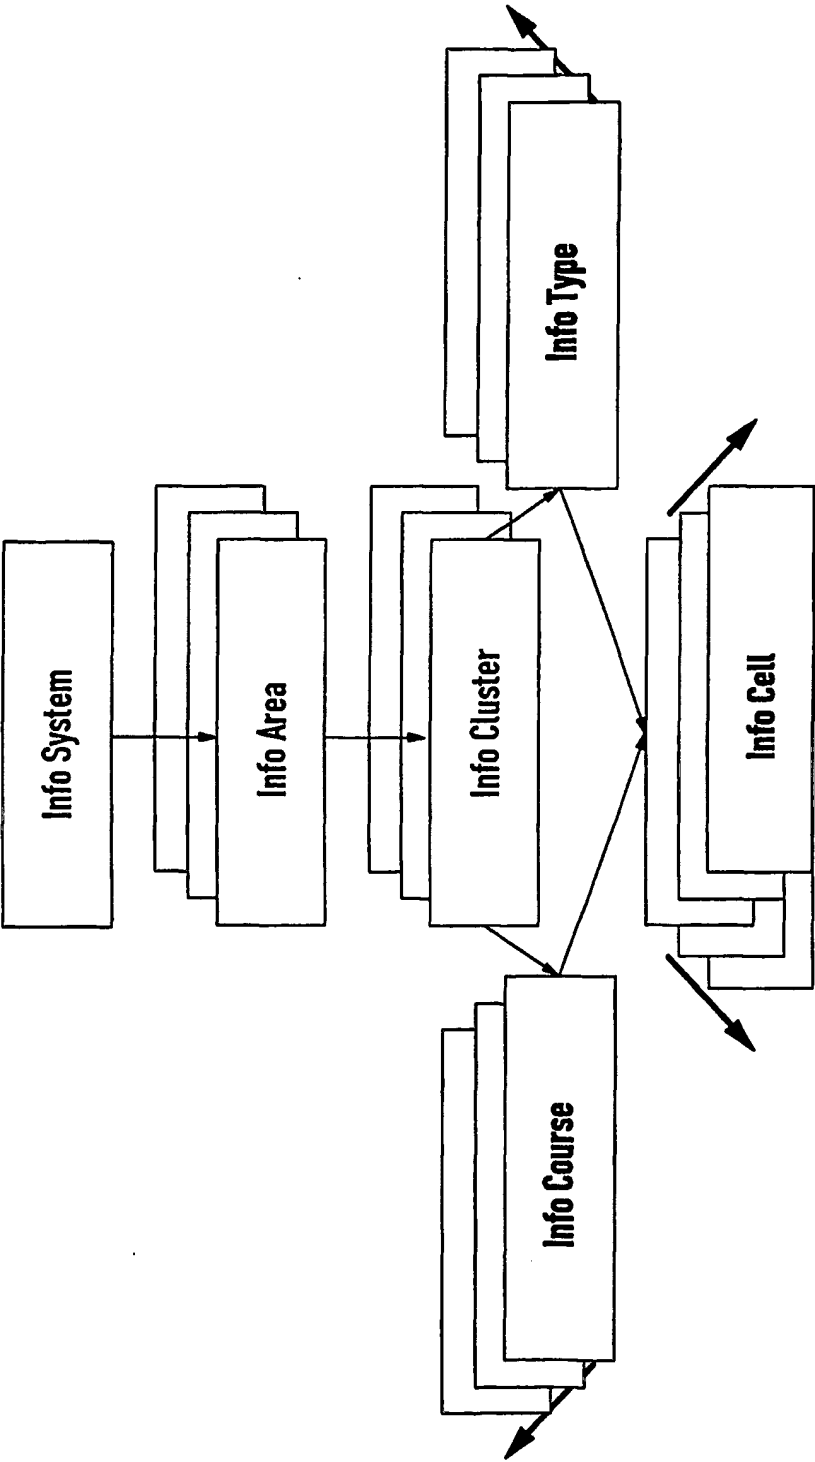 Info System
Info Area
Info Cluster
Info Course
Info Type
Info Cell